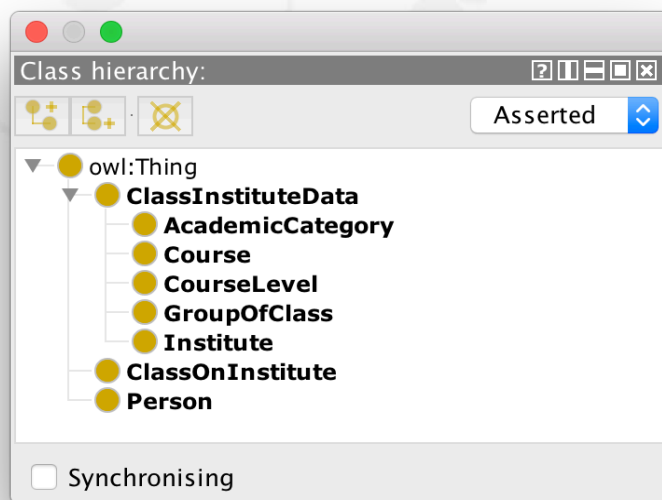 Class hierarchy:
Asserted
owl:Thing
ClassInstituteData
AcademicCategory
Course
CourseLevel
GroupOfClass
Institute
ClassOnInstitute
Person
Synchronising